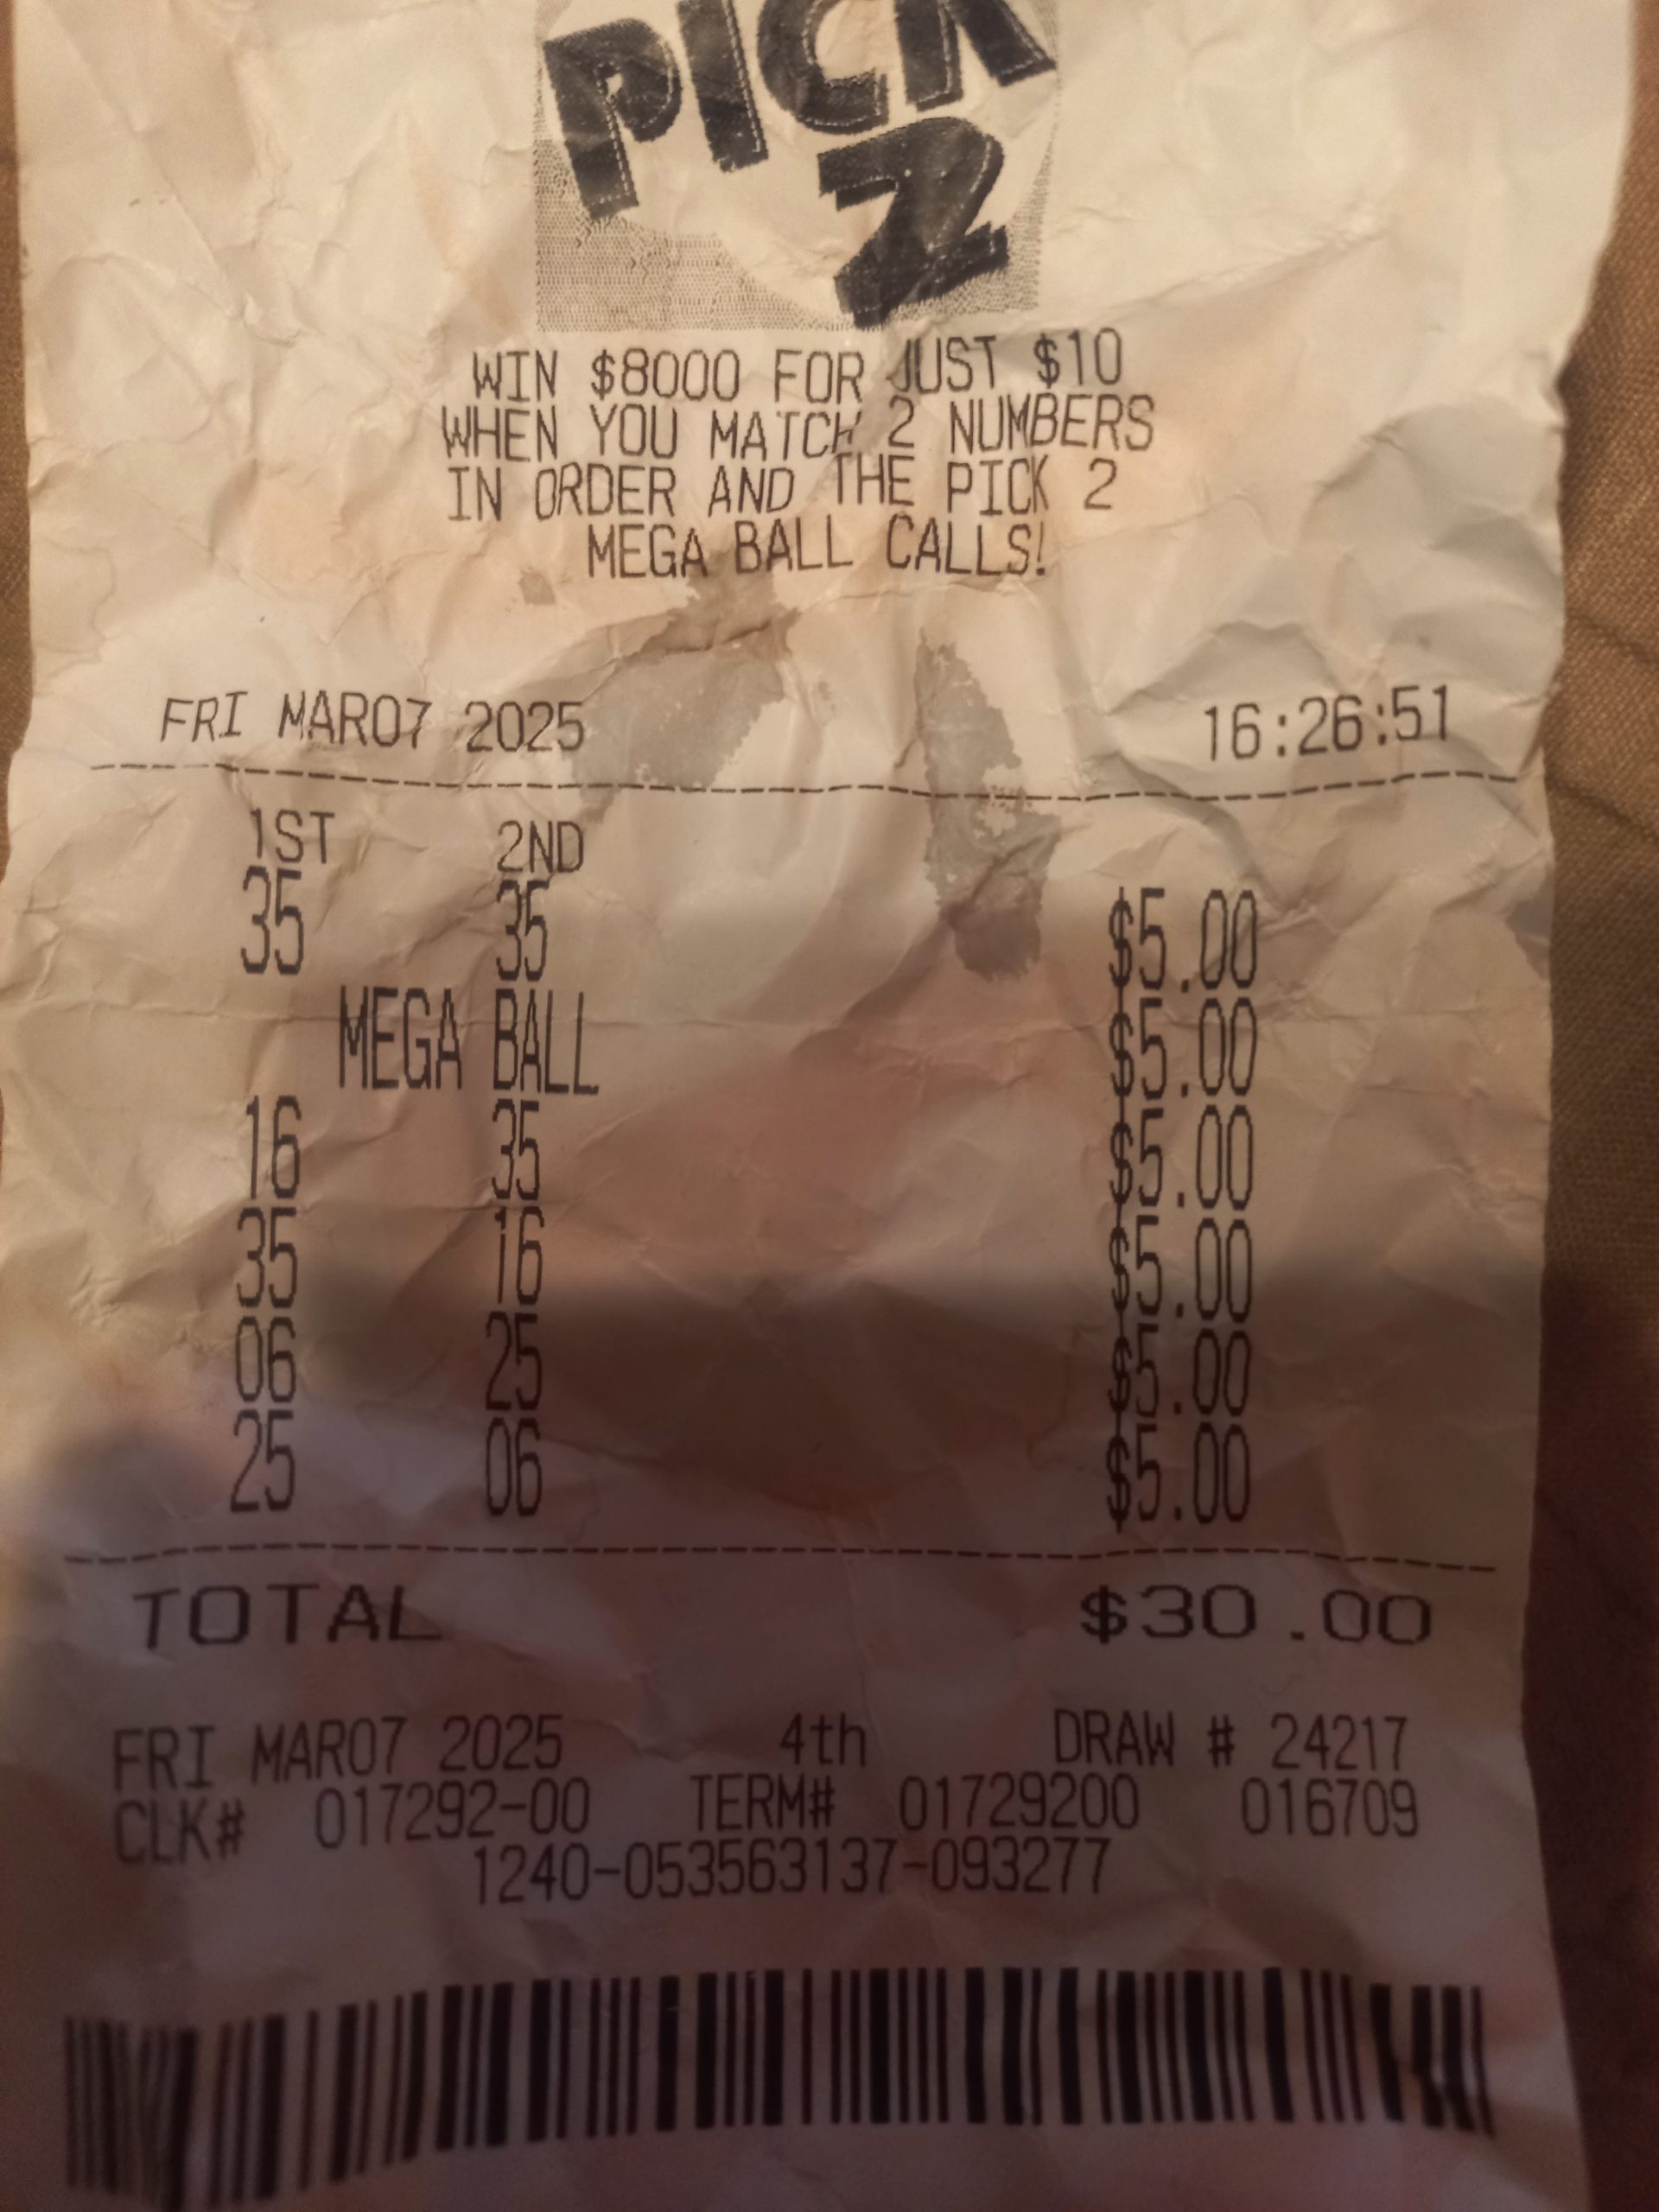 PICK
2
WIN $8000 FOR JUST $10
WHEN YOU MATCH 2 NUMBERS
IN ORDER AND THE PICK 2
MEGA BALL CALLS!
FRI MAR07 2025 16:26:51
1ST 2ND
35 35 $5.00
MEGA BALL $5.00
16 35 $5.00
35 16 $5.00
06 25 $5.00
25 06 $5.00
TOTAL $30.00
FRI MAR07 2025 4th DRAW # 24217
CLK# 017292-00 TERM# 01729200 016709
1240-053563137-093277